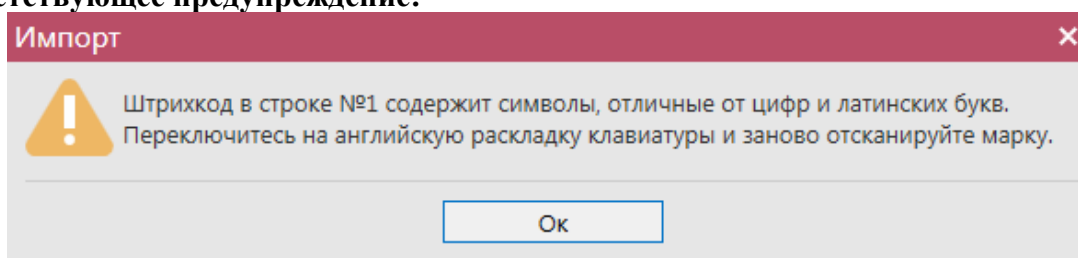 предупреждение:
Импорт
Штрихкод в строке №1 содержит символы, отличные от цифр и латинских букв.
Переключитесь на английскую раскладку клавиатуры и заново отсканируйте марку.
Ок